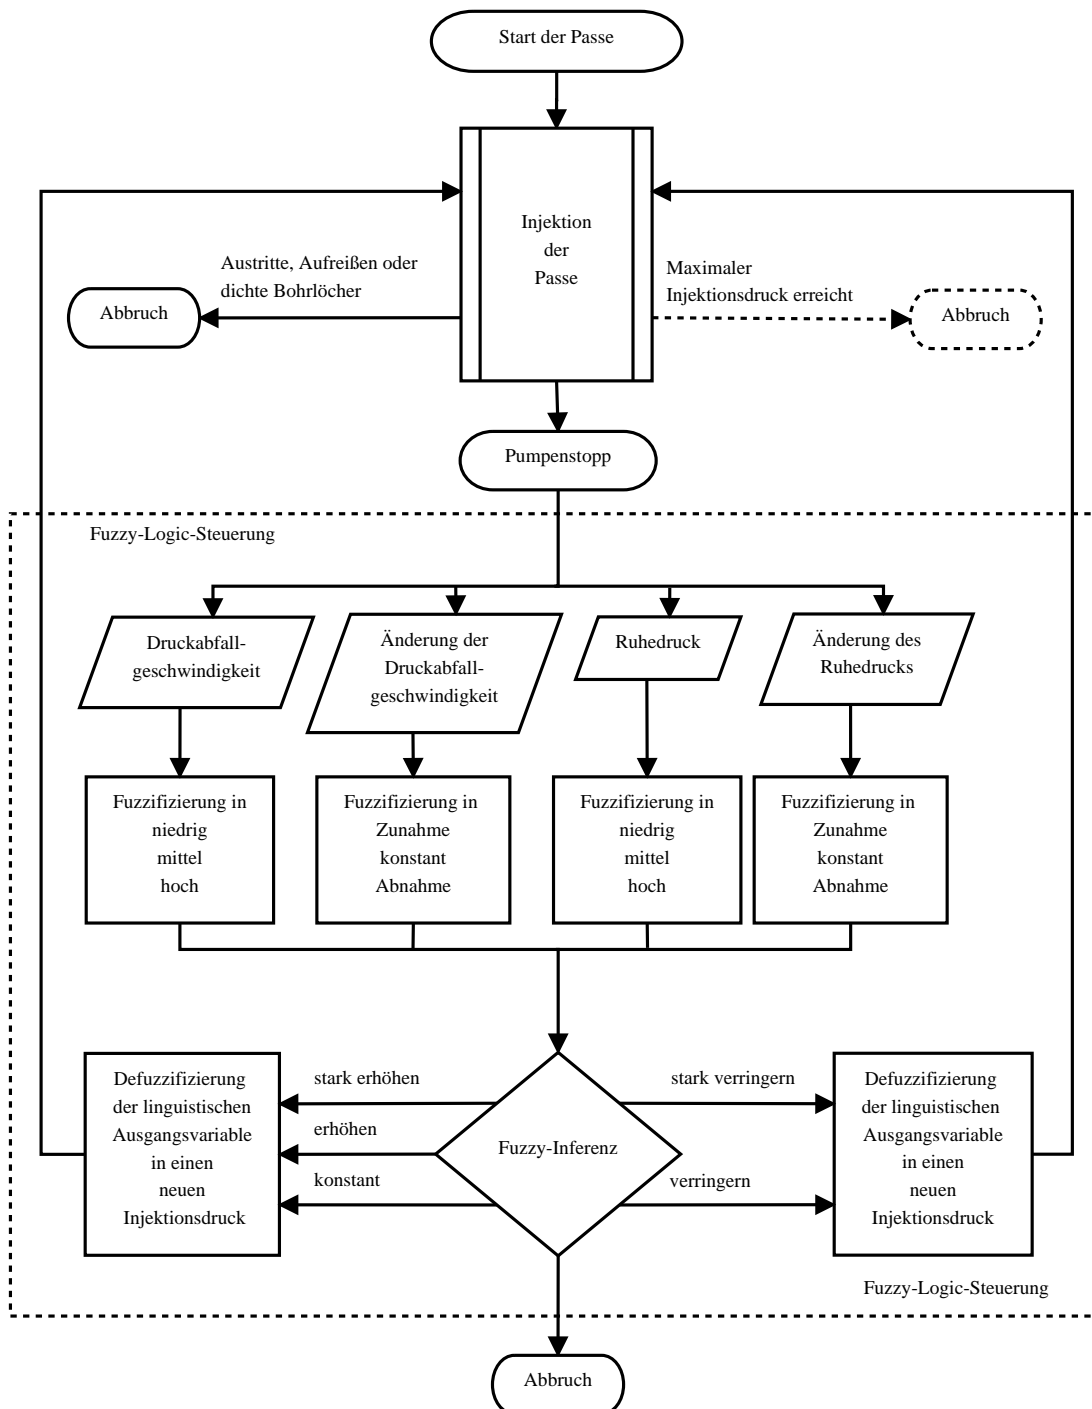 Start der Passe
Injektion
der
Passe
Austritte, Aufreißen oder
dichte Bohrlöcher
Abbruch
Maximaler
Injektionsdruck erreicht
Abbruch
Pumpenstopp
Fuzzy-Logic-Steuerung
Druckabfall-
geschwindigkeit
Änderung der
Druckabfall-
geschwindigkeit
Ruhedruck
Änderung des
Ruhedrucks
Fuzzifizierung in
niedrig
mittel
hoch
Fuzzifizierung in
Zunahme
konstant
Abnahme
Fuzzifizierung in
niedrig
mittel
hoch
Fuzzifizierung in
Zunahme
konstant
Abnahme
Defuzzifizierung
der linguistischen
Ausgangsvariable
in einen
neuen
Injektionsdruck
stark erhöhen
erhöhen
konstant
Fuzzy-Inferenz
stark verringern
verringern
Defuzzifizierung
der linguistischen
Ausgangsvariable
in einen
neuen
Injektionsdruck
Fuzzy-Logic-Steuerung
Abbruch